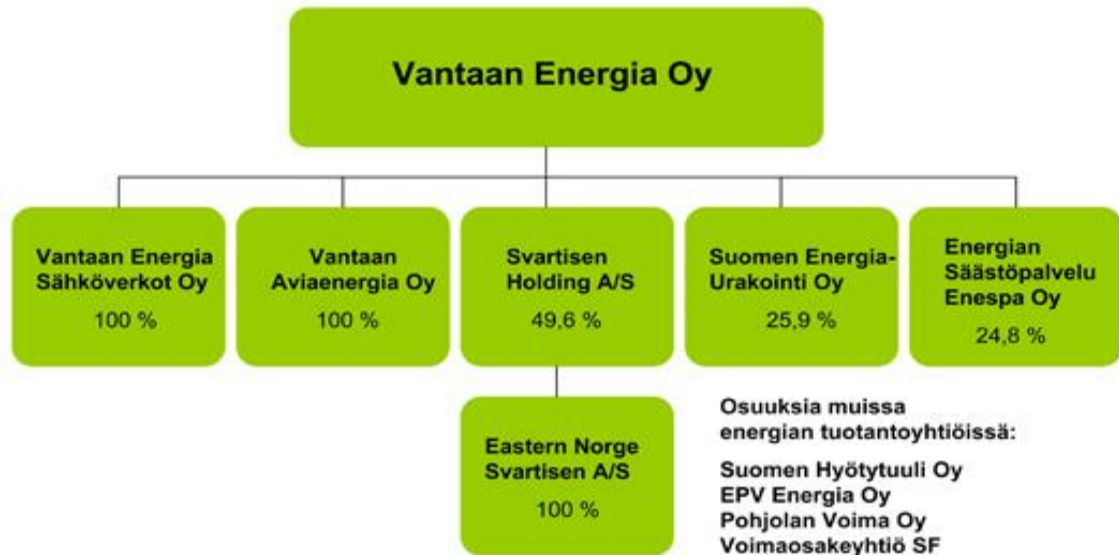 Vantaan Energia Oy
Vantaan Energia
Sähköverkot Oy
100 %
Vantaan
Aviaenergia Oy
100 %
Svartisen
Holding A/S
49,6 %
Suomen Energia-
Urakointi Oy
25,9 %
Energian
Säästöpalvelu
Enespa Oy
24,8 %
Eastern Norge
Svartisen A/S
100 %
Osuuksia muissa
energian tuotantoyhtiöissä:
Suomen Hyötytuuli Oy
EPV Energia Oy
Pohjolan Voima Oy
Voimaosakeyhtiö SF